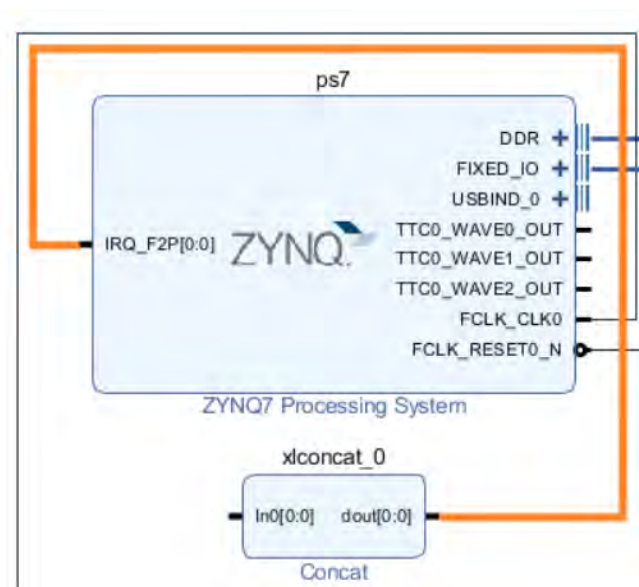 ps7
DDR
FIXED_IO
USBIND_0
IRQ_F2P[0:0]
ZYNQ
TTC0_WAVE0_OUT
TTC0_WAVE1_OUT
TTC0_WAVE2_OUT
FCLK_CLK0
FCLK_RESET0_N
ZYNQ7 Processing System
xlconcat_0
In0[0:0] dout[0:0]
Concat